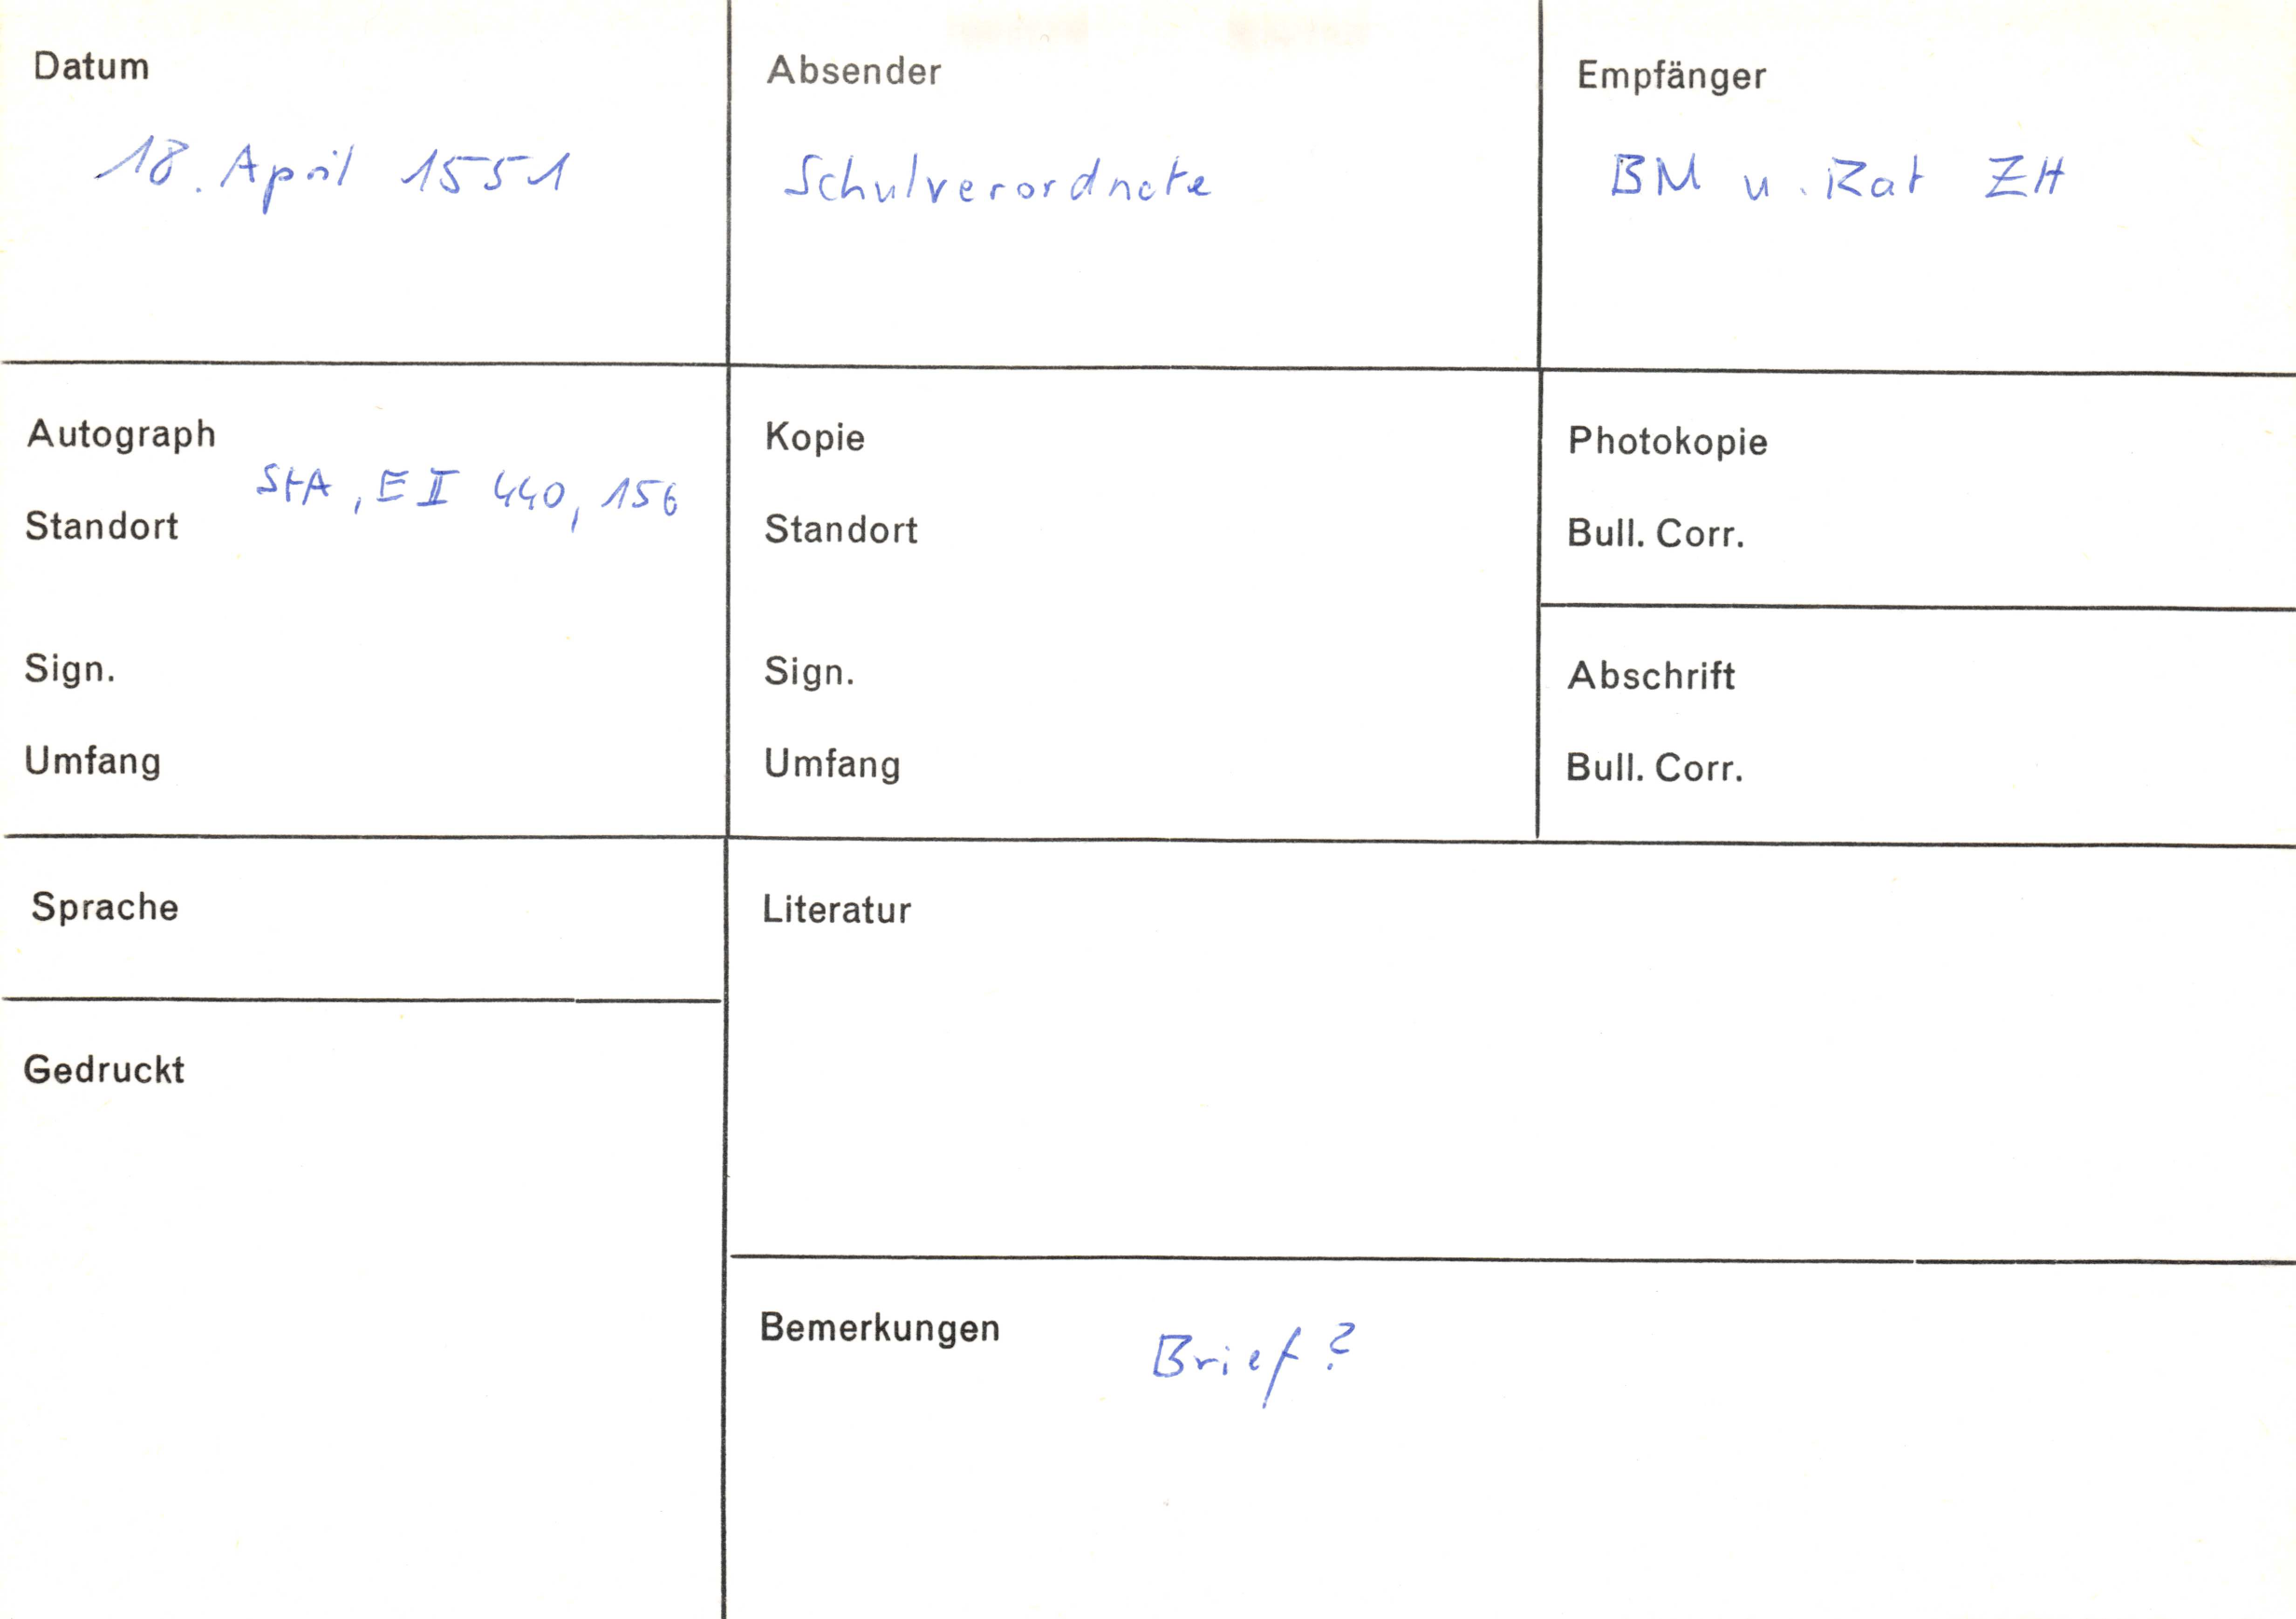 Datum
18. April 1551
Absender
Schulverordnete
Empfänger
BM u. Rat ZH
Autograph
StA, E II 440, 156
Standort
Sign.
Umfang
Kopie
Standort
Sign.
Umfang
Photokopie
Bull. Corr.
Abschrift
Bull. Corr.
Sprache
Gedruckt
Literatur
Bemerkungen Brief?